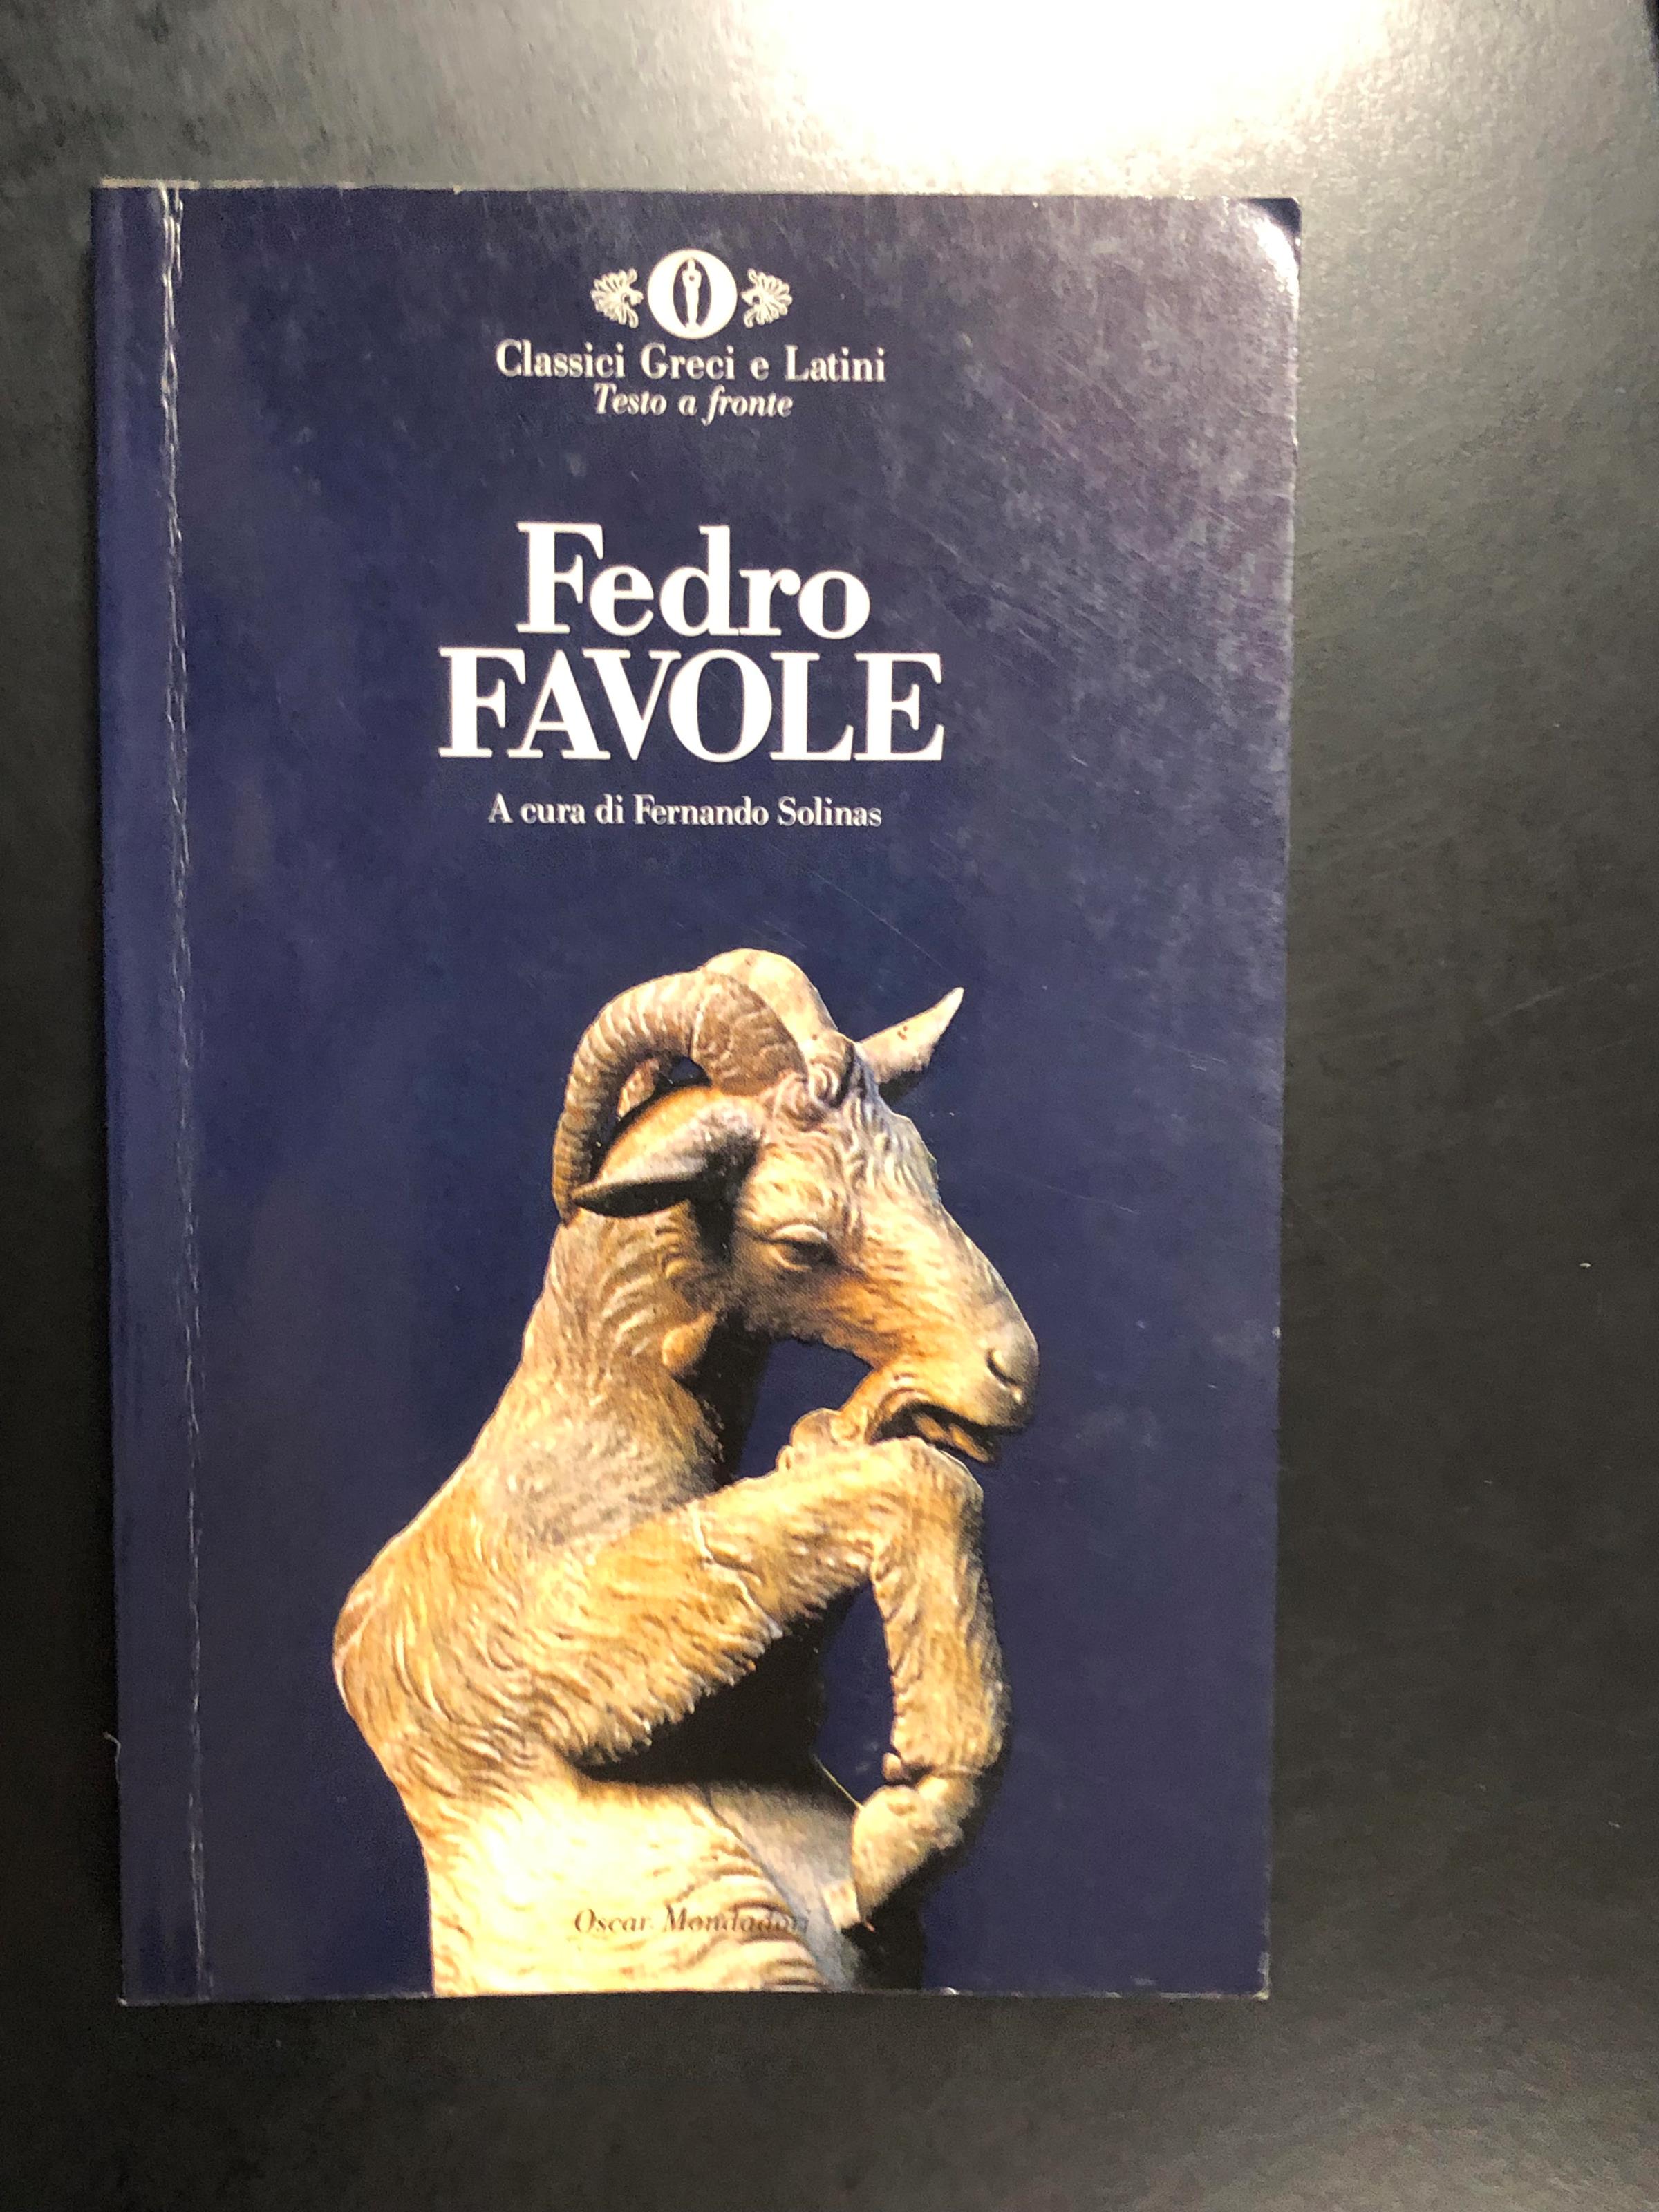 Classici Greci e Latini
Testo a fronte
Fedro
FAVOLE
A cura di Fernando Solinas
Oscar Mondadori